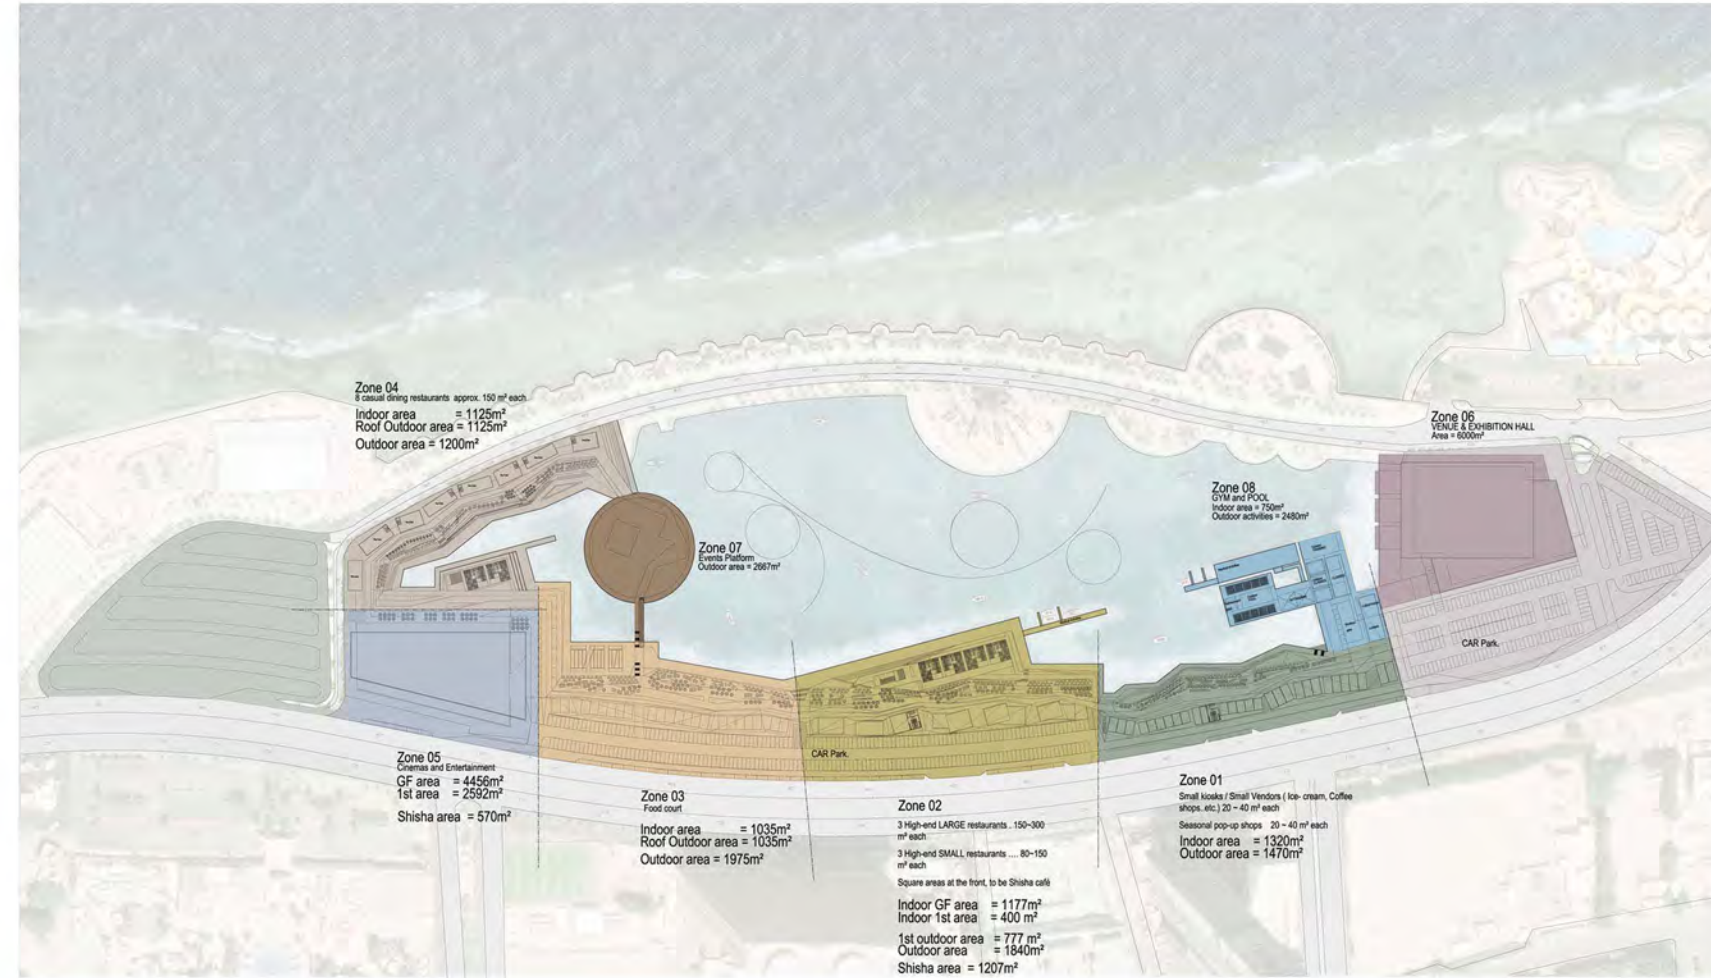 Zone 04
8 casual dining restaurants approx. 150 m² each
Indoor area = 1125m²
Roof Outdoor area = 1125m²
Outdoor area = 1200m²
Zone 06
VENUE & EXHIBITION HALL
Area = 6000m²
Zone 08
GYM and POOL
Indoor area = 750m²
Outdoor activities = 2480m²
Zone 07
Events Platform
Outdoor area = 2667m²
CAR Park.
CAR Park.
Zone 05
Cinemas and Entertainment
GF area = 4456m²
1st area = 2592m²
Shisha area = 570m²
Zone 03
Food court
Indoor area = 1035m²
Roof Outdoor area = 1035m²
Outdoor area = 1975m²
Zone 02
3 High-end LARGE restaurants . 150~300
m² each
3 High-end SMALL restaurants .... 80~150
m² each
Square areas at the front, to be Shisha café
Indoor GF area = 1177m²
Indoor 1st area = 400 m²
1st outdoor area = 777 m²
Outdoor area = 1840m²
Shisha area = 1207m²
Zone 01
Small kiosks / Small Vendors ( Ice- cream, Coffee
shops..etc.) 20 ~ 40 m² each
Seasonal pop-up shops 20 ~ 40 m² each
Indoor area = 1320m²
Outdoor area = 1470m²